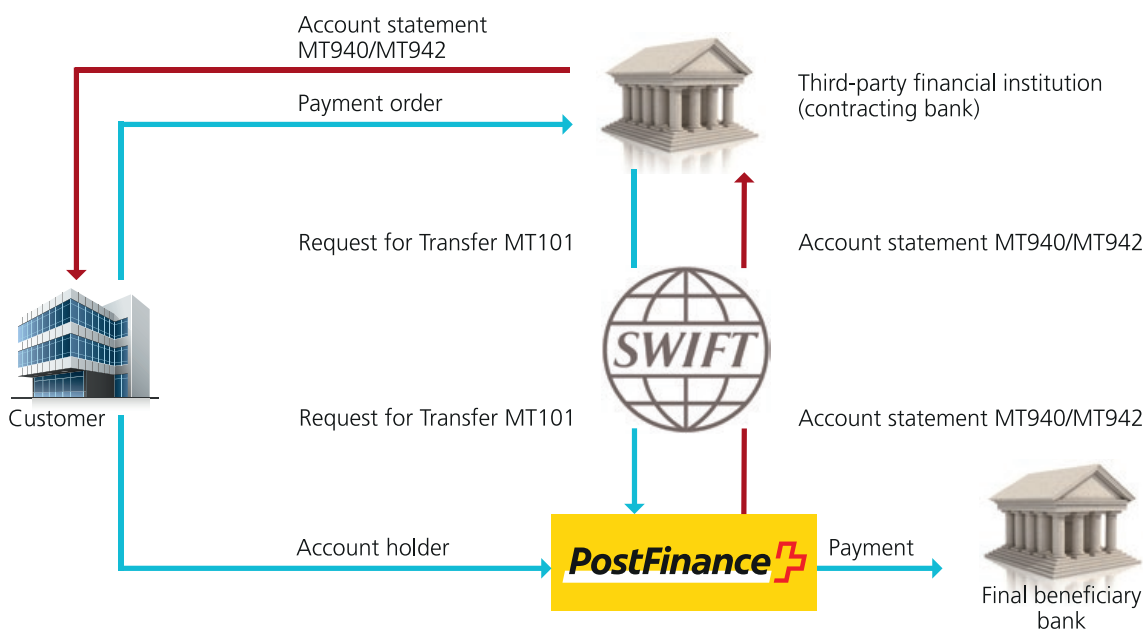 Account statement
MT940/MT942
Payment order
Third-party financial institution
(contracting bank)
Request for Transfer MT101
Account statement MT940/MT942
SWIFT
Customer
Request for Transfer MT101
Account statement MT940/MT942
Account holder
PostFinance
Payment
Final beneficiary
bank